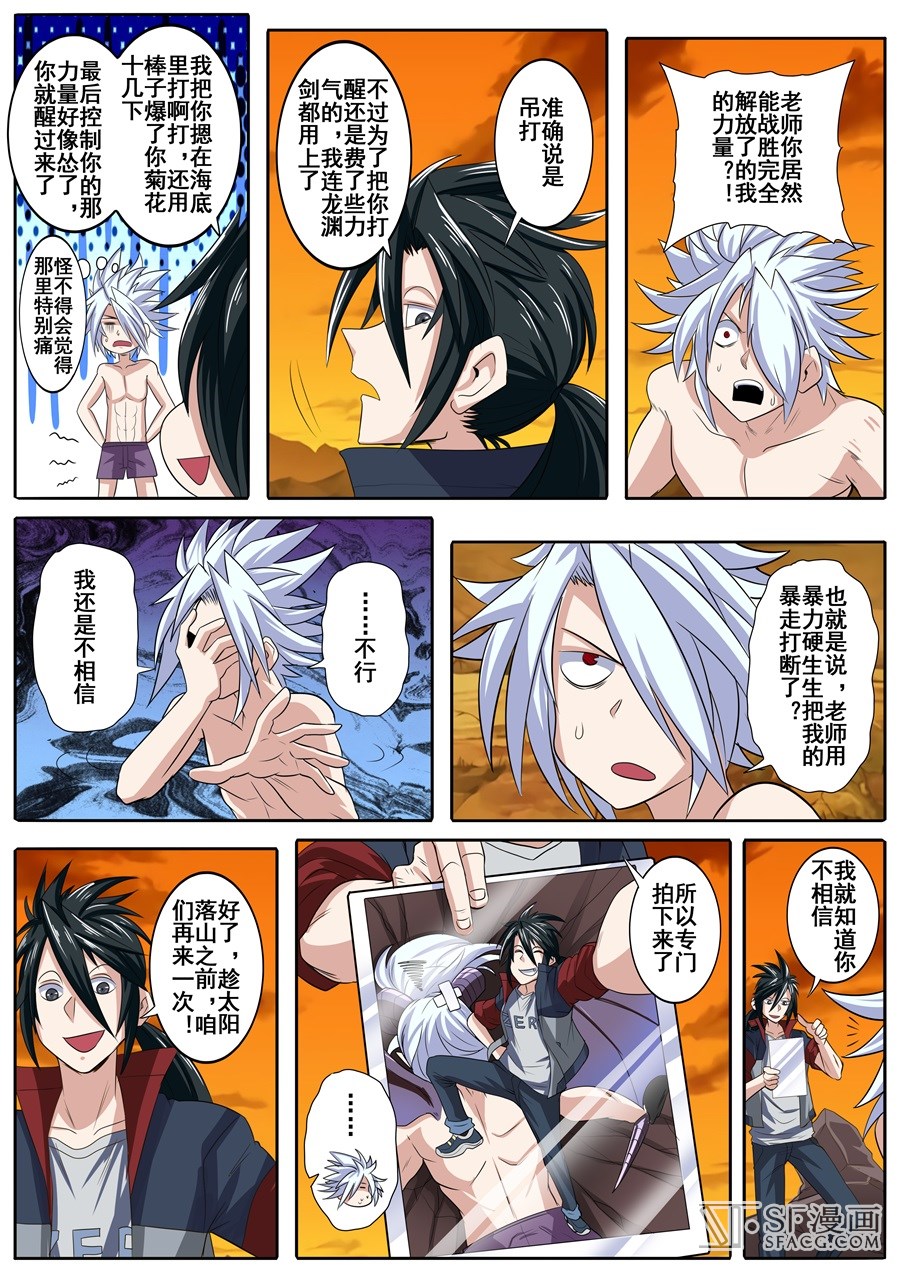 老师你居然
能战胜完全
解放了的我
的力量？！
准确说是
吊打
不过为了把你打
醒还是费了些力
气的，我连龙渊
剑都用上了
我把你摁在海底
里打啊打，还用
棒子爆了你菊花
十几下
最后控制你的那
力量好像怂了，
你就醒过来了
怪不得会觉得
那里特别痛
也就是说，老师用
暴力硬生生把我的
暴走打断了？
……不行
我还是不相信
我就知道你
不相信
所以专门
拍下来了
ZER
……
好了，趁太阳
落山之前，咱
们再来一次！
ZER
SF漫画
SFACG.COM